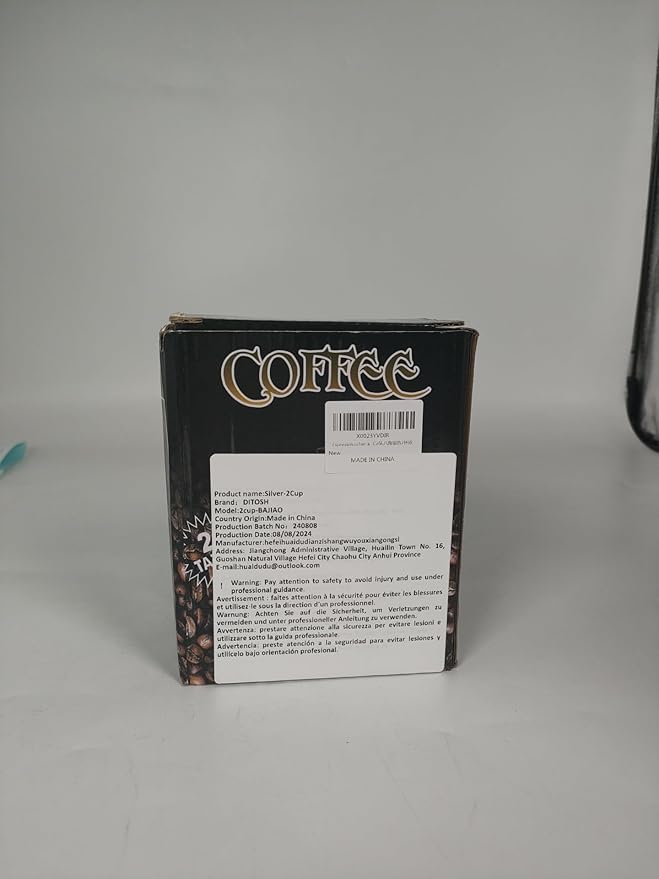 COFFEE
X0023YVD0R
New
MADE IN CHINA
Product name:Silver-2Cup
Brand： DITOSH
Model:2cup-BAJIAO
Country Origin:Made in China
Production Batch No： 240808
Production Date:08/08/2024
Manufacturer:hefeihuaidudianzishangwuyouxiangongsi
Address: Jiangchong Administrative Village, Huailin Town No. 16,
Guoshan Natural Village Hefei City Chaohu City Anhui Province
E-mail:huaidudu@outlook.com
! Warning: Pay attention to safety to avoid injury and use under
professional guidance.
Avertissement : faites attention à la sécurité pour éviter les blessures
et utilisez-le sous la direction d'un professionnel.
Warnung: Achten Sie auf die Sicherheit, um Verletzungen zu
vermeiden und unter professioneller Anleitung zu verwenden.
Avvertenza: prestare attenzione alla sicurezza per evitare lesioni e
utilizzare sotto la guida professionale.
Advertencia: preste atención a la seguridad para evitar lesiones y
utilícelo bajo orientación profesional.
2
TA